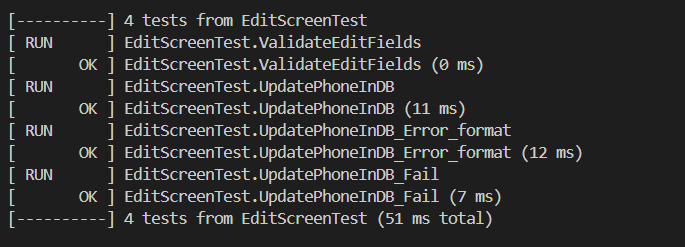 [----------] 4 tests from EditScreenTest
[ RUN      ] EditScreenTest.ValidateEditFields
[       OK ] EditScreenTest.ValidateEditFields (0 ms)
[ RUN      ] EditScreenTest.UpdatePhoneInDB
[       OK ] EditScreenTest.UpdatePhoneInDB (11 ms)
[ RUN      ] EditScreenTest.UpdatePhoneInDB_Error_format
[       OK ] EditScreenTest.UpdatePhoneInDB_Error_format (12 ms)
[ RUN      ] EditScreenTest.UpdatePhoneInDB_Fail
[       OK ] EditScreenTest.UpdatePhoneInDB_Fail (7 ms)
[----------] 4 tests from EditScreenTest (51 ms total)